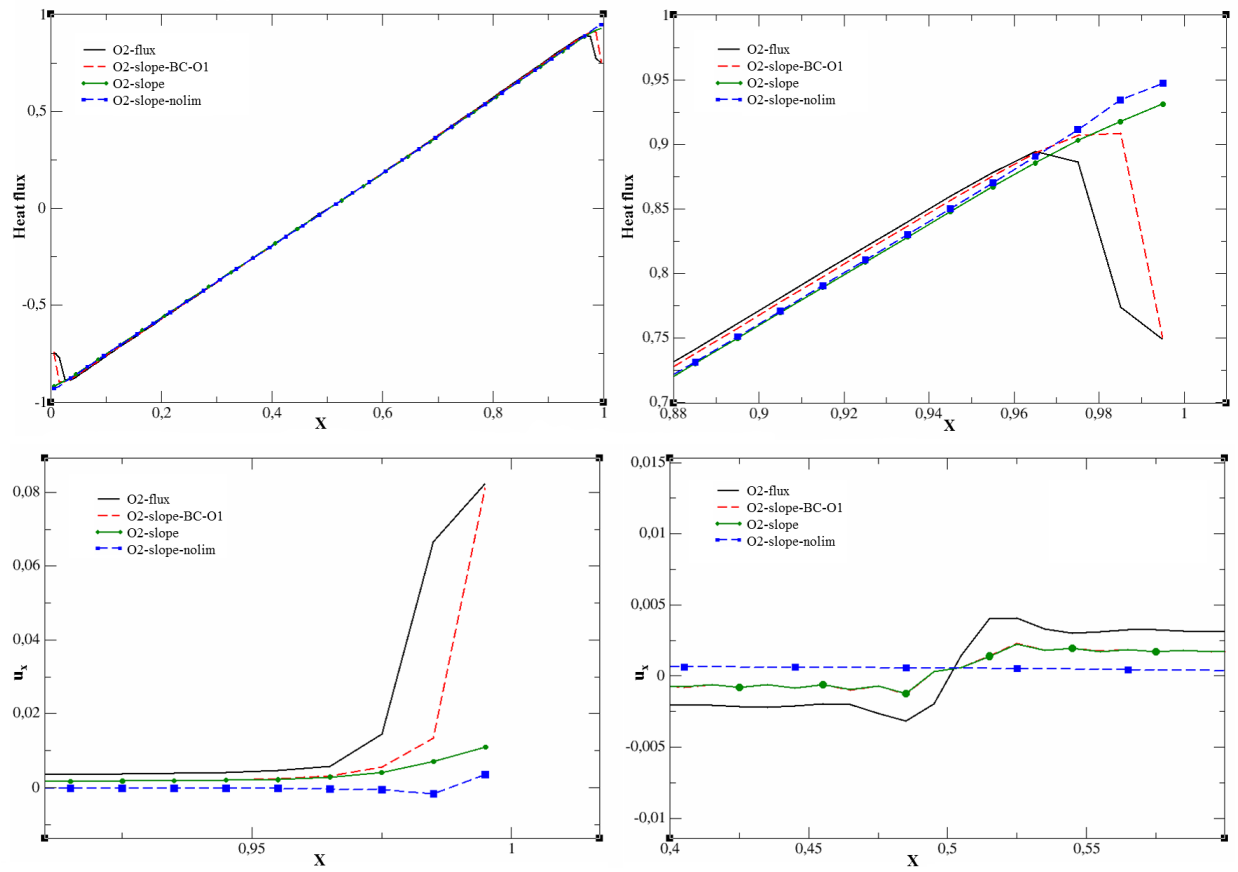 1
0,5
0
-0,5
-1
Heat flux
O2-flux
O2-slope-BC-O1
O2-slope
O2-slope-nolim
0
0,2
0,4
0,6
0,8
1
X
1
0,95
0,9
0,85
0,8
0,75
0,7
Heat flux
O2-flux
O2-slope-BC-O1
O2-slope
O2-slope-nolim
0,88
0,9
0,92
0,94
0,96
0,98
1
X
0,08
0,06
0,04
0,02
0
uₓ
O2-flux
O2-slope-BC-O1
O2-slope
O2-slope-nolim
0,95
1
X
0,015
0,01
0,005
0
-0,005
-0,01
uₓ
O2-flux
O2-slope-BC-O1
O2-slope
O2-slope-nolim
0,4
0,45
0,5
0,55
X